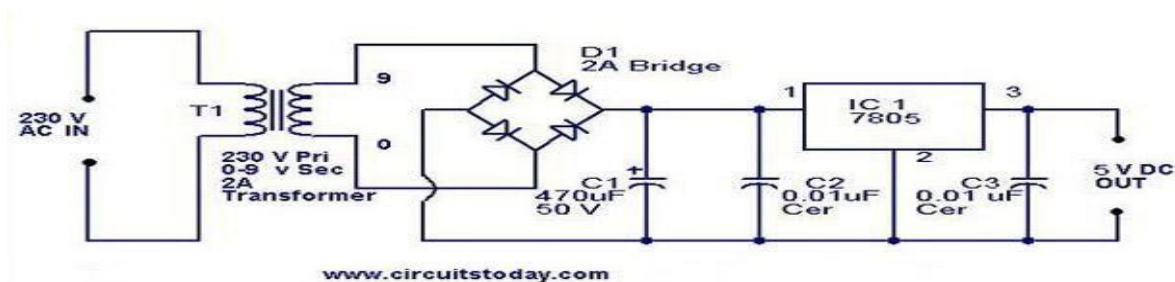 D1
2A Bridge
9
T1
230 V
AC IN
0
230 V Pri
0-9 v Sec
2A
Transformer
1
IC 1
7805
3
2
+
C1
470uF
50 V
C2
0.01uF
Cer
C3
0.01 uF
Cer
5 V DC
OUT
www.circuitstoday.com